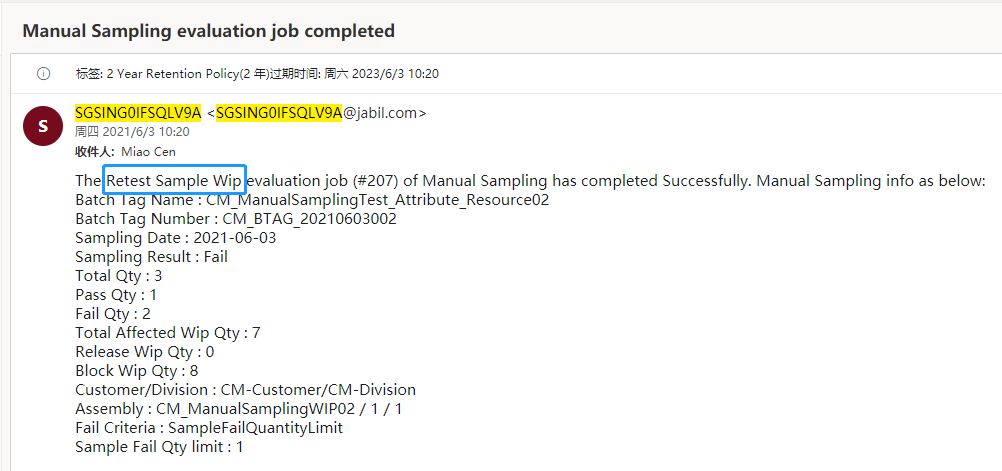 Manual Sampling evaluation job completed
标签: 2 Year Retention Policy(2 年)过期时间: 周六 2023/6/3 10:20
S
SGSING0IFSQLV9A <SGSING0IFSQLV9A@jabil.com>
周四 2021/6/3 10:20
收件人: Miao Cen
The Retest Sample Wip evaluation job (#207) of Manual Sampling has completed Successfully. Manual Sampling info as below:
Batch Tag Name : CM_ManualSamplingTest_Attribute_Resource02
Batch Tag Number : CM_BTAG_20210603002
Sampling Date : 2021-06-03
Sampling Result : Fail
Total Qty : 3
Pass Qty : 1
Fail Qty : 2
Total Affected Wip Qty : 7
Release Wip Qty : 0
Block Wip Qty : 8
Customer/Division : CM-Customer/CM-Division
Assembly : CM_ManualSamplingWIP02 / 1 / 1
Fail Criteria : SampleFailQuantityLimit
Sample Fail Qty limit : 1